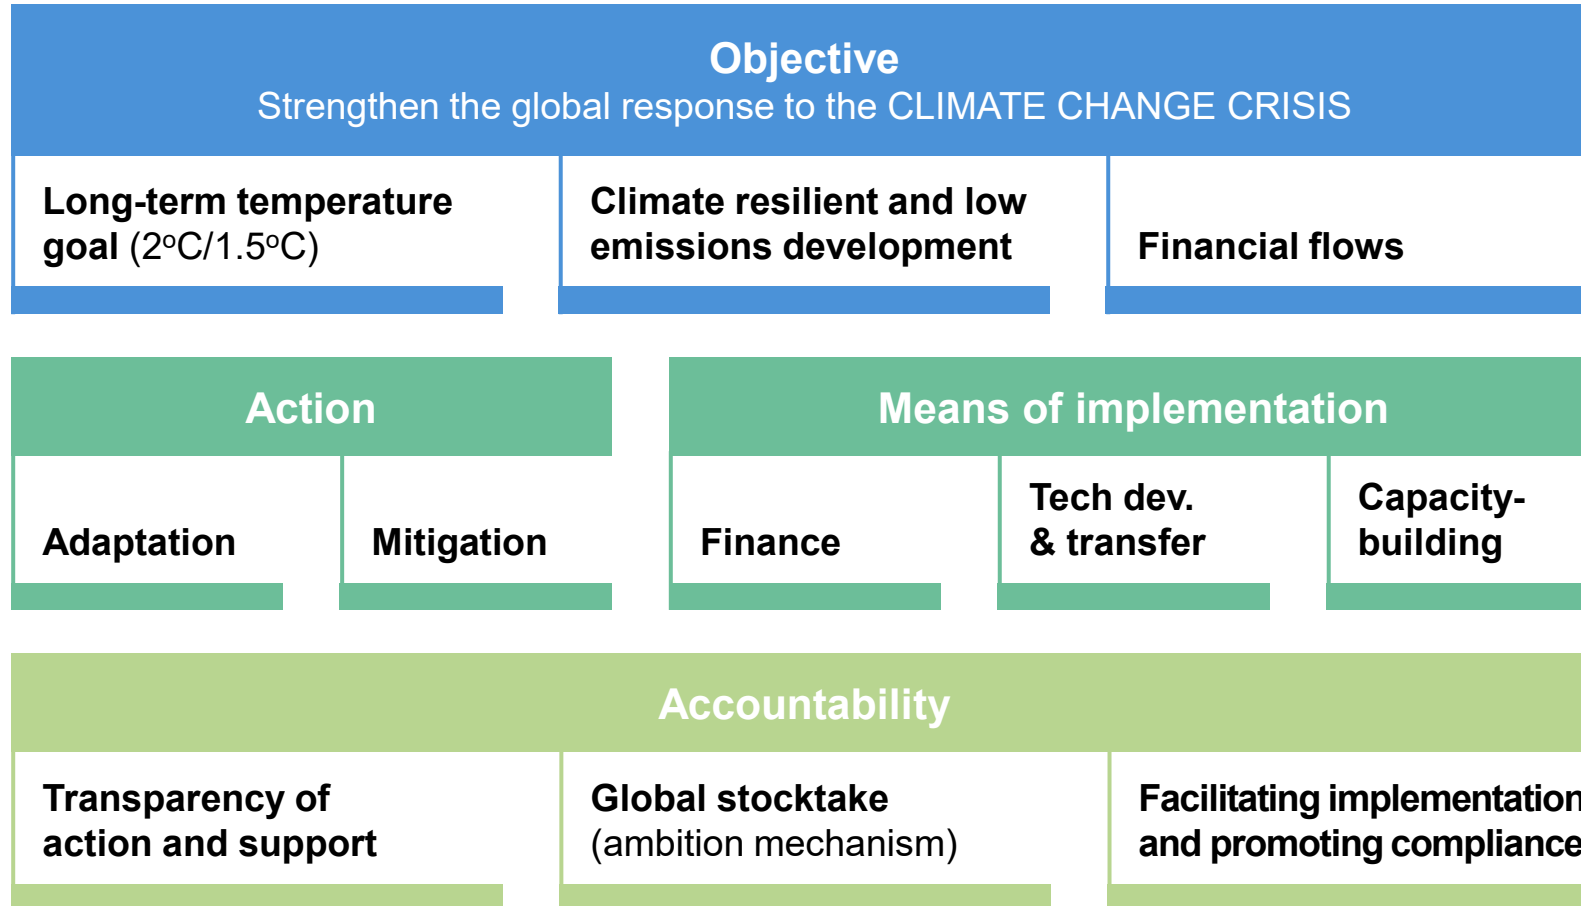 Objective
Strengthen the global response to the CLIMATE CHANGE CRISIS
Long-term temperature
goal (2ºC/1.5ºC)
Climate resilient and low
emissions development
Financial flows
Action
Adaptation
Mitigation
Means of implementation
Finance
Tech dev.
& transfer
Capacity-
building
Accountability
Transparency of
action and support
Global stocktake
(ambition mechanism)
Facilitating implementation
and promoting compliance